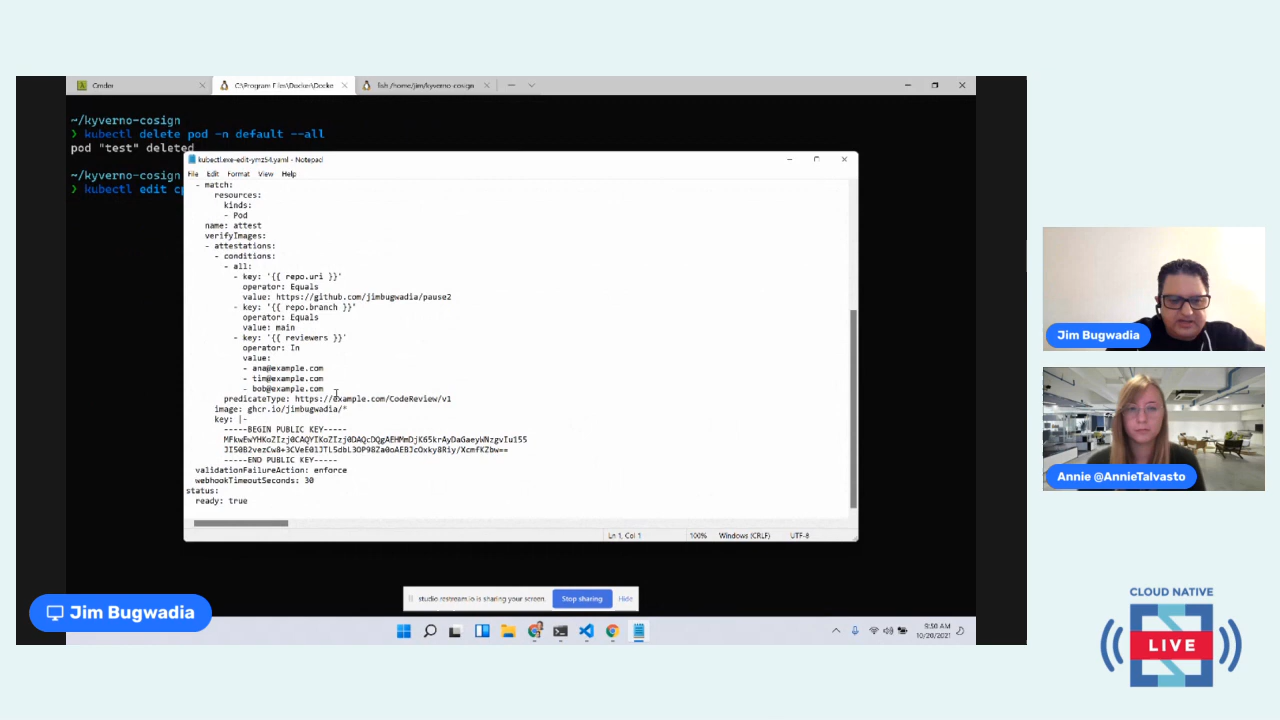 Cmder
C:\Program Files\Docker\Docke
fish /home/jim/kyverno-cosign
~/kyverno-cosign
❯ kubectl delete pod -n default --all
pod "test" deleted
~/kyverno-cosign
❯ kubectl edit cp
kubectl.exe-edit-ymz54.yaml - Notepad
File Edit Format View Help
- match:
resources:
kinds:
- Pod
name: attest
verifyImages:
- attestations:
- conditions:
- all:
- key: '{{ repo.uri }}'
operator: Equals
value: https://github.com/jimbugwadia/pause2
- key: '{{ repo.branch }}'
operator: Equals
value: main
- key: '{{ reviewers }}'
operator: In
value:
- ana@example.com
- tim@example.com
- bob@example.com
predicateType: https://example.com/CodeReview/v1
image: ghcr.io/jimbugwadia/*
key: |-
-----BEGIN PUBLIC KEY-----
-----END PUBLIC KEY-----
validationFailureAction: enforce
webhookTimeoutSeconds: 30
status:
ready: true
Ln 1, Col 1
100%
Windows (CRLF)
UTF-8
studio.restream.io is sharing your screen.
Stop sharing
Hide
9:50 AM
10/20/2021
Jim Bugwadia
Jim Bugwadia
Annie @AnnieTalvasto
CLOUD NATIVE
LIVE